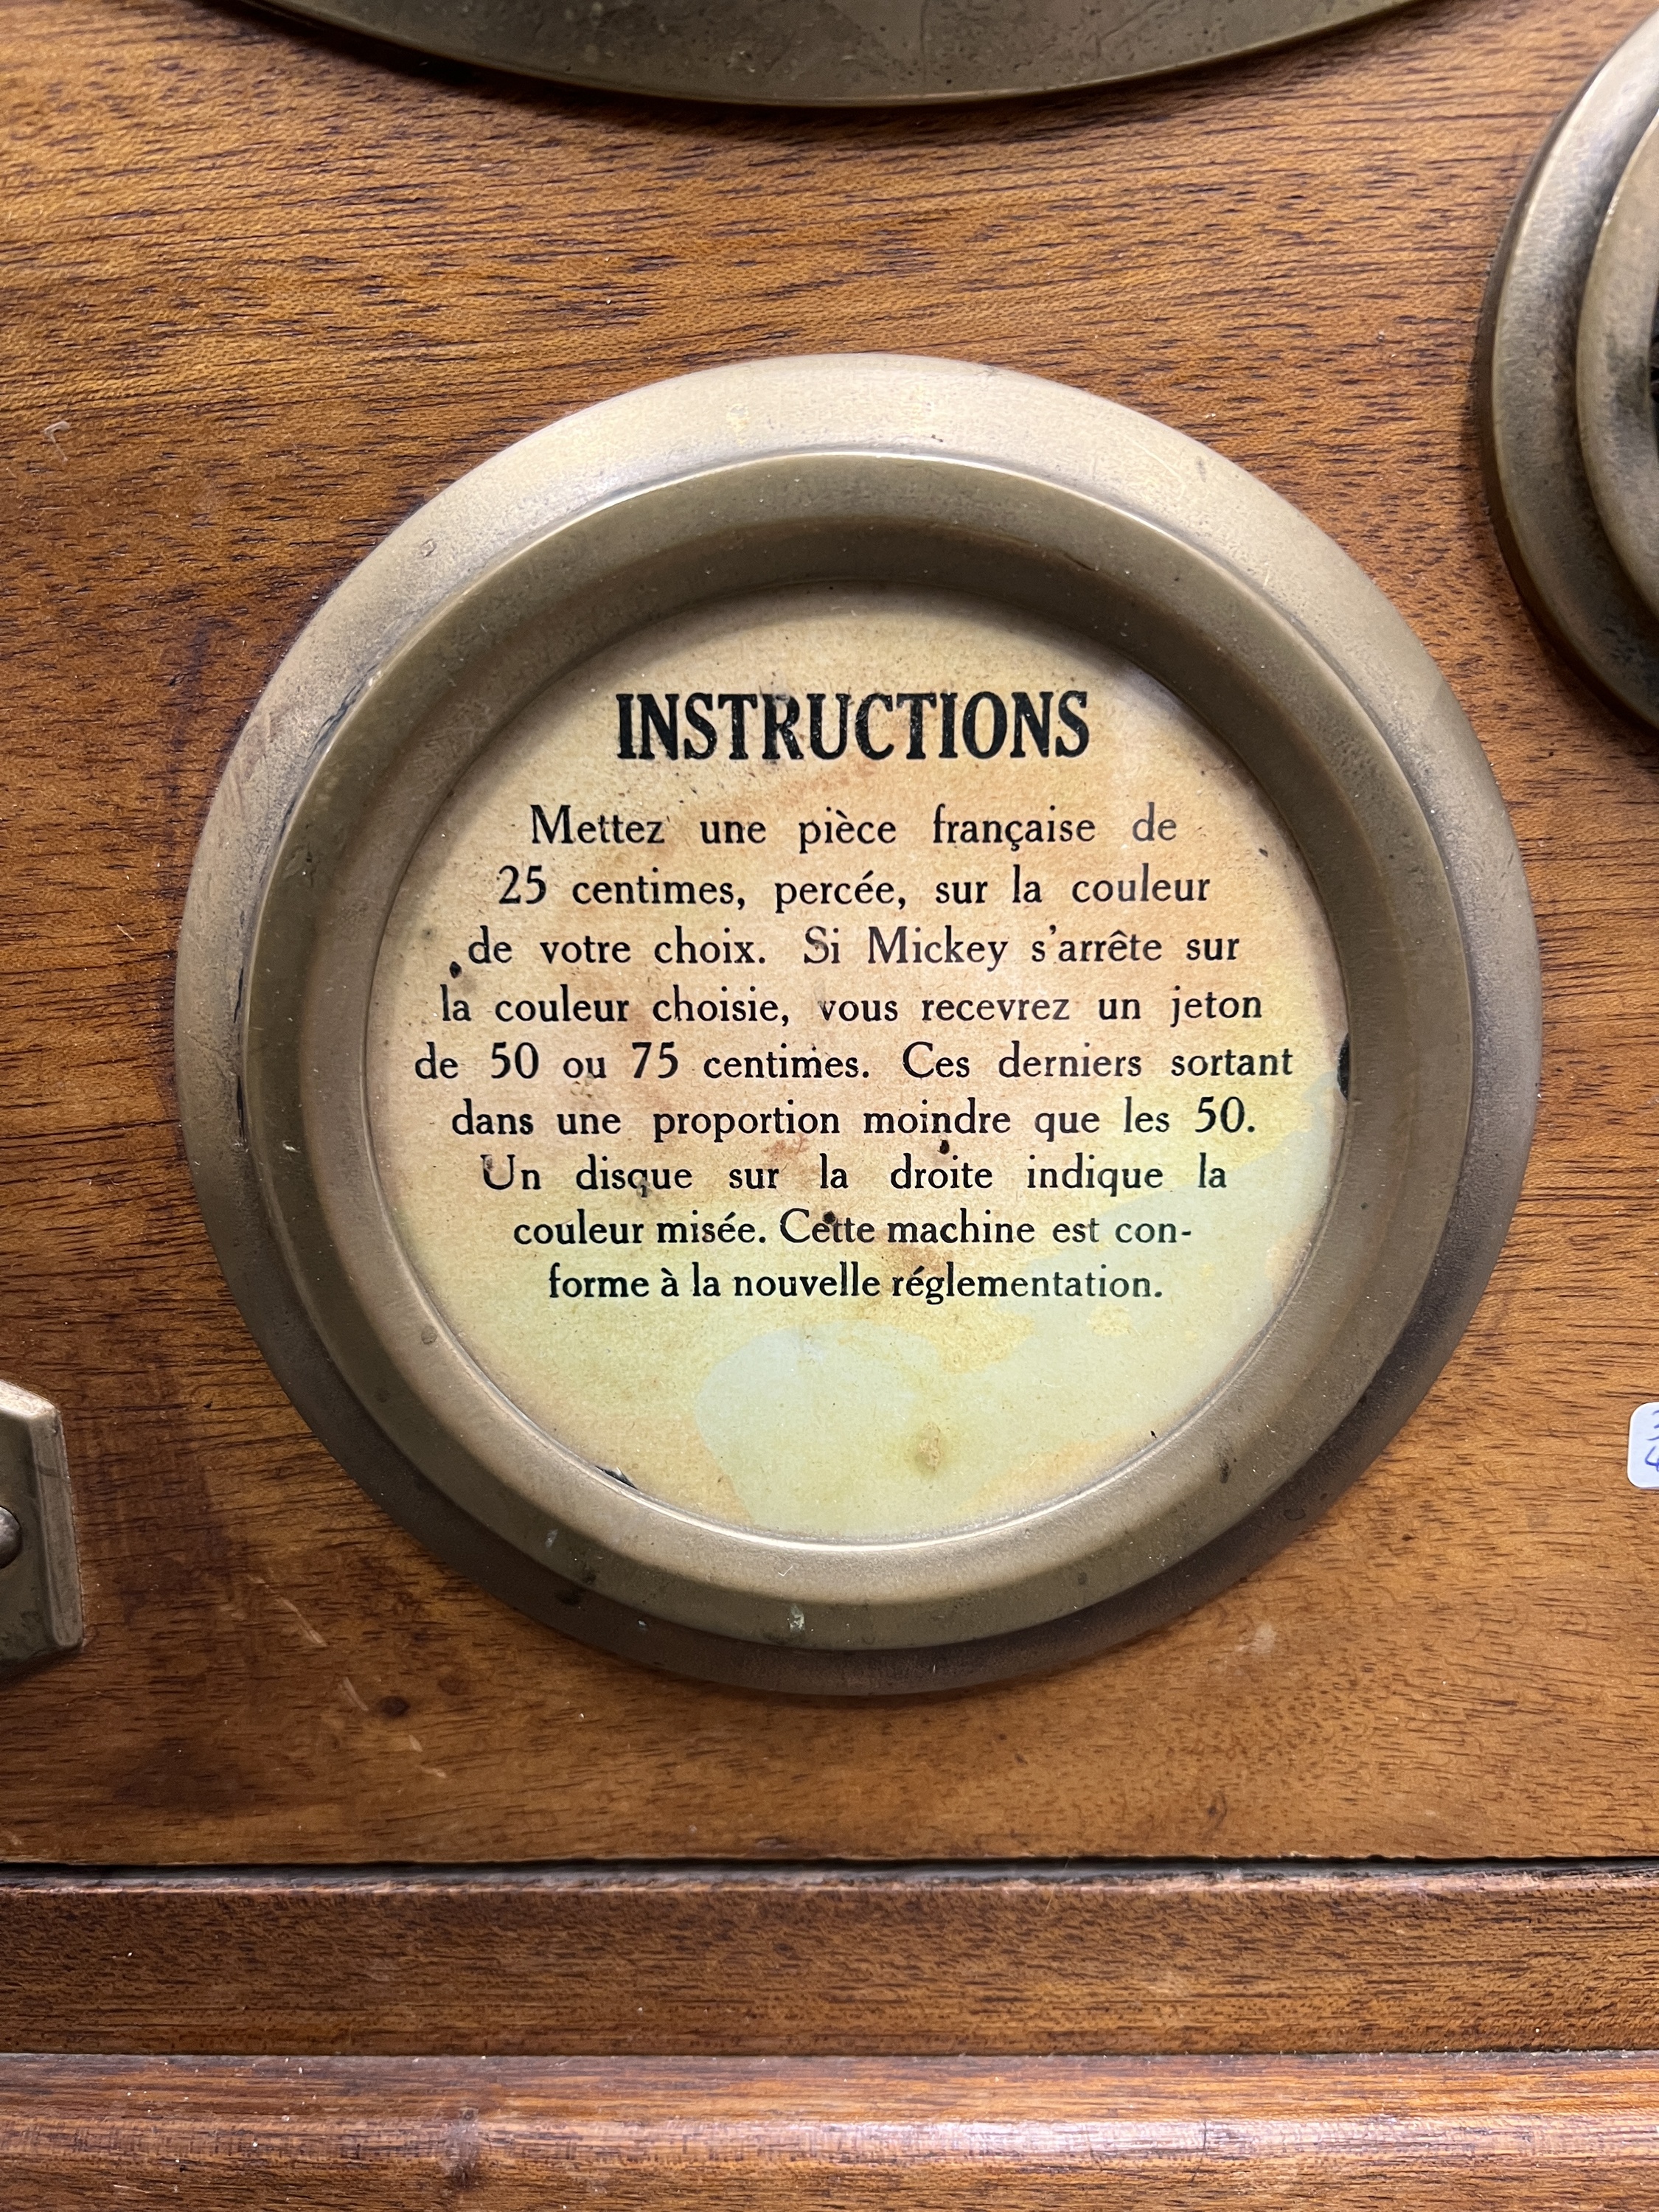 INSTRUCTIONS
Mettez une pièce française de
25 centimes, percée, sur la couleur
de votre choix. Si Mickey s'arrête sur
la couleur choisie, vous recevrez un jeton
de 50 ou 75 centimes. Ces derniers sortant
dans une proportion moindre que les 50.
Un disque sur la droite indique la
couleur misée. Cette machine est con-
forme à la nouvelle réglementation.